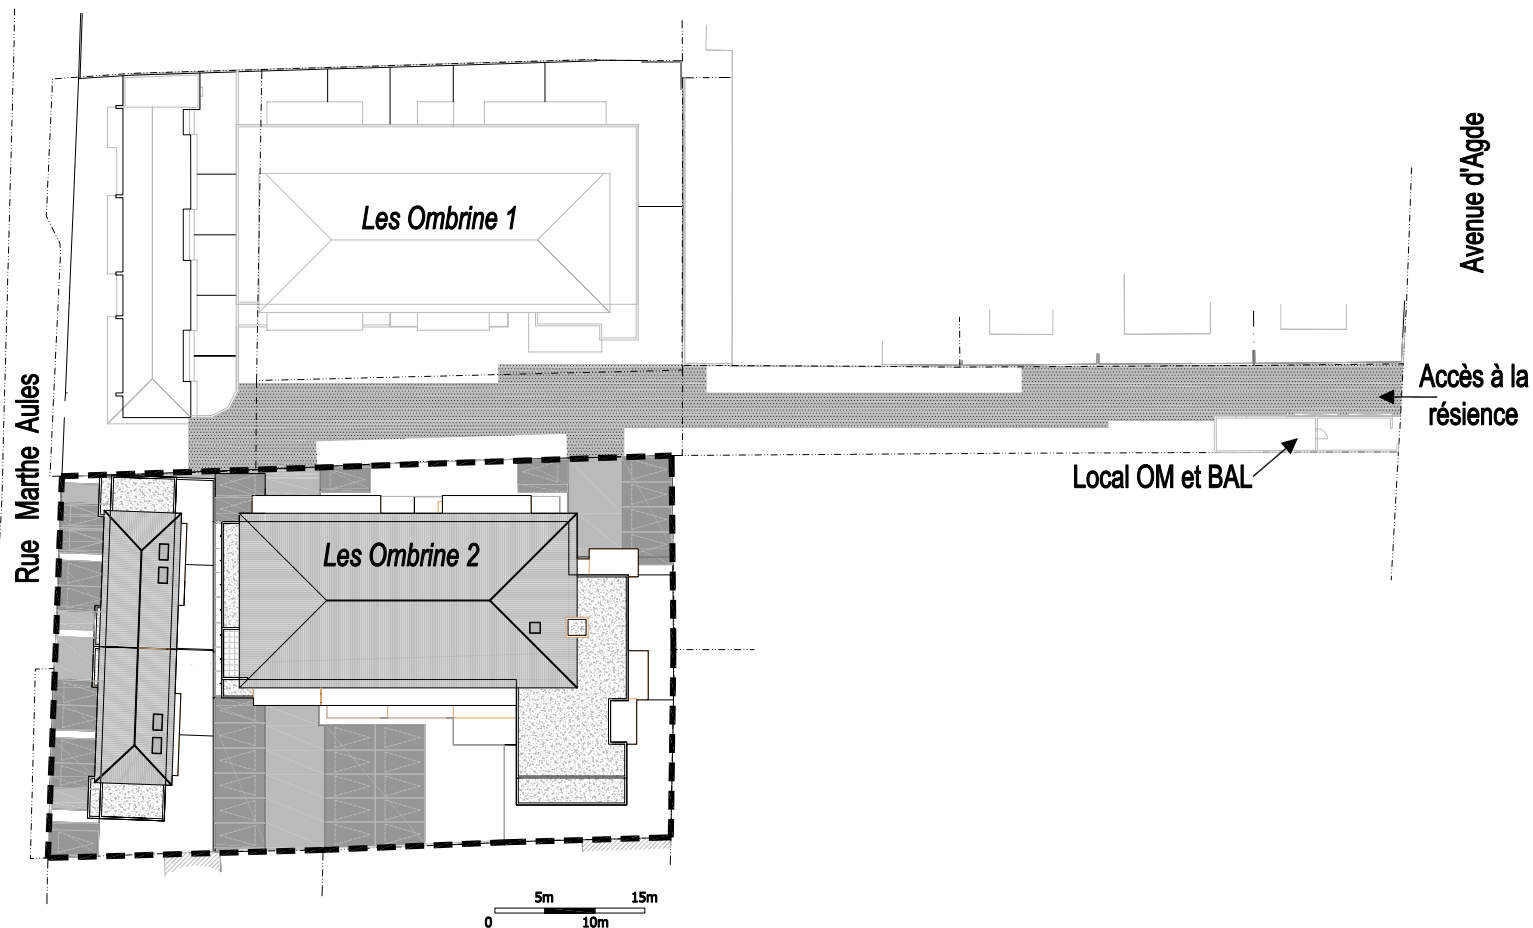 Les Ombrine 1
Avenue d'Agde
Accès à la
résience
Local OM et BAL
Rue Marthe Aules
Les Ombrine 2
5m 15m
0 10m